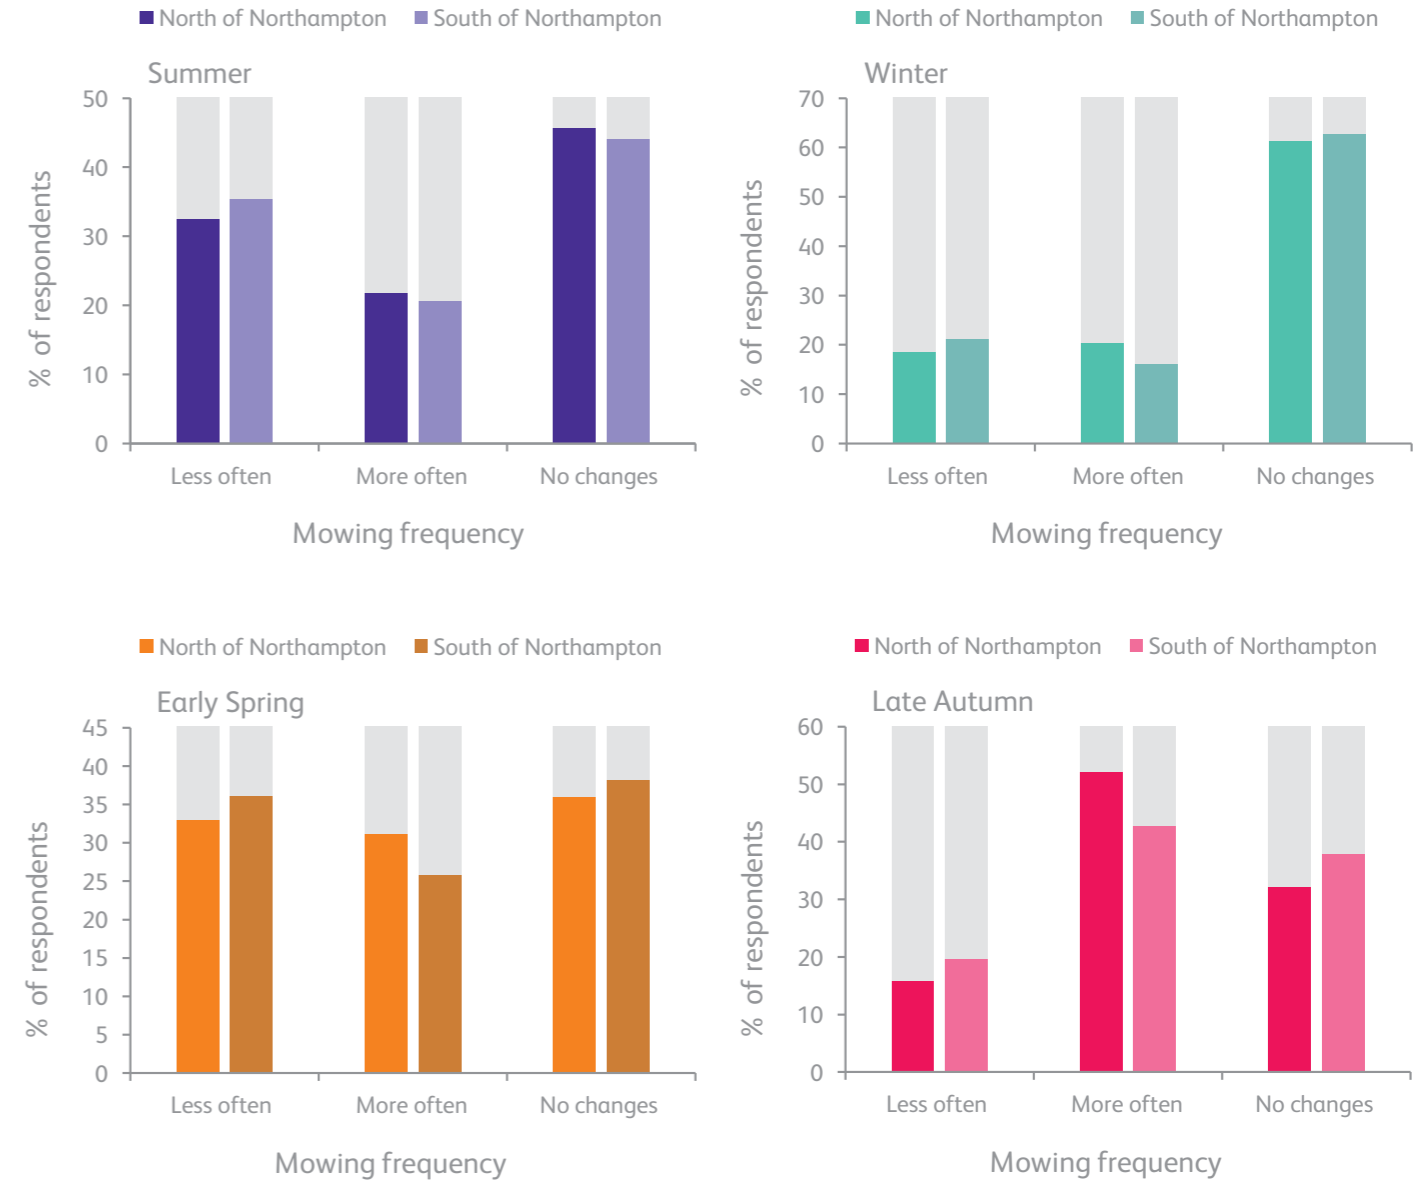 North of Northampton South of Northampton
Summer
% of respondents
50
40
30
20
10
0
Less often More often No changes
Mowing frequency
North of Northampton South of Northampton
Winter
% of respondents
70
60
50
40
30
20
10
0
Less often More often No changes
Mowing frequency
North of Northampton South of Northampton
Early Spring
% of respondents
45
40
35
30
25
20
15
10
5
0
Less often More often No changes
Mowing frequency
North of Northampton South of Northampton
Late Autumn
% of respondents
60
50
40
30
20
10
0
Less often More often No changes
Mowing frequency